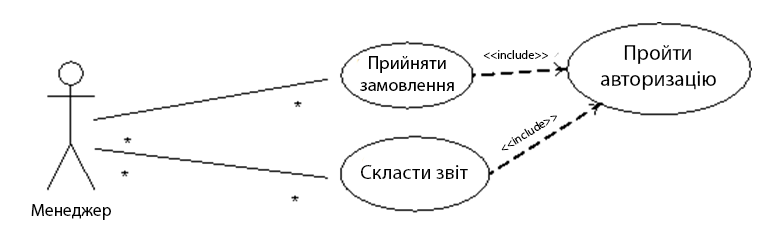 Прийняти
замовлення
<<include>>
Пройти
авторизацію
*
*
*
*
<<include>>
Скласти звіт
Менеджер